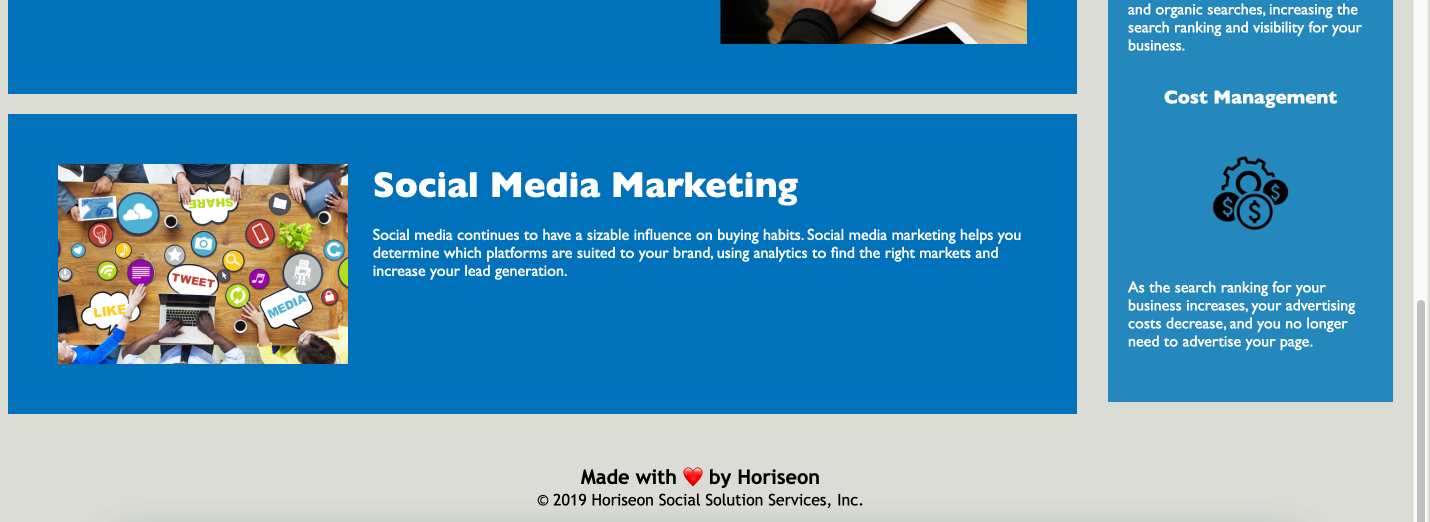 and organic searches, increasing the
search ranking and visibility for your
business.
Cost Management
As the search ranking for your
business increases, your advertising
costs decrease, and you no longer
need to advertise your page.
SHARE
TWEET
LIKE
MEDIA
Social Media Marketing
Social media continues to have a sizable influence on buying habits. Social media marketing helps you
determine which platforms are suited to your brand, using analytics to find the right markets and
increase your lead generation.
Made with ❤️ by Horiseon
© 2019 Horiseon Social Solution Services, Inc.